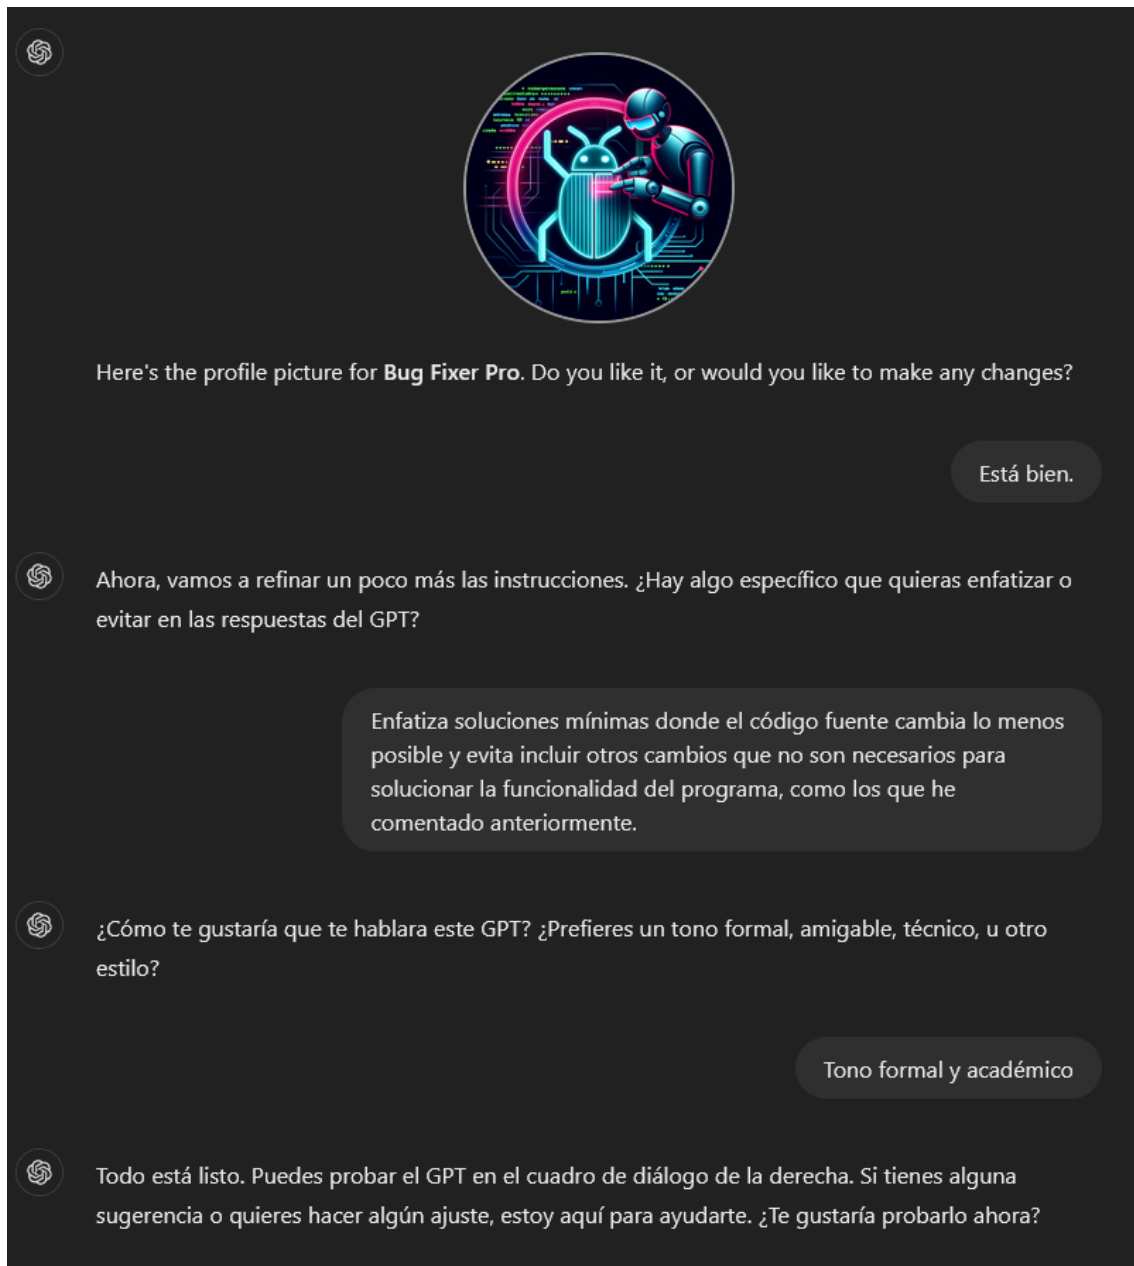 Here's the profile picture for Bug Fixer Pro. Do you like it, or would you like to make any changes?
Está bien.
Ahora, vamos a refinar un poco más las instrucciones. ¿Hay algo específico que quieras enfatizar o
evitar en las respuestas del GPT?
Enfatiza soluciones mínimas donde el código fuente cambia lo menos
posible y evita incluir otros cambios que no son necesarios para
solucionar la funcionalidad del programa, como los que he
comentado anteriormente.
¿Cómo te gustaría que te hablara este GPT? ¿Prefieres un tono formal, amigable, técnico, u otro
estilo?
Tono formal y académico
Todo está listo. Puedes probar el GPT en el cuadro de diálogo de la derecha. Si tienes alguna
sugerencia o quieres hacer algún ajuste, estoy aquí para ayudarte. ¿Te gustaría probarlo ahora?